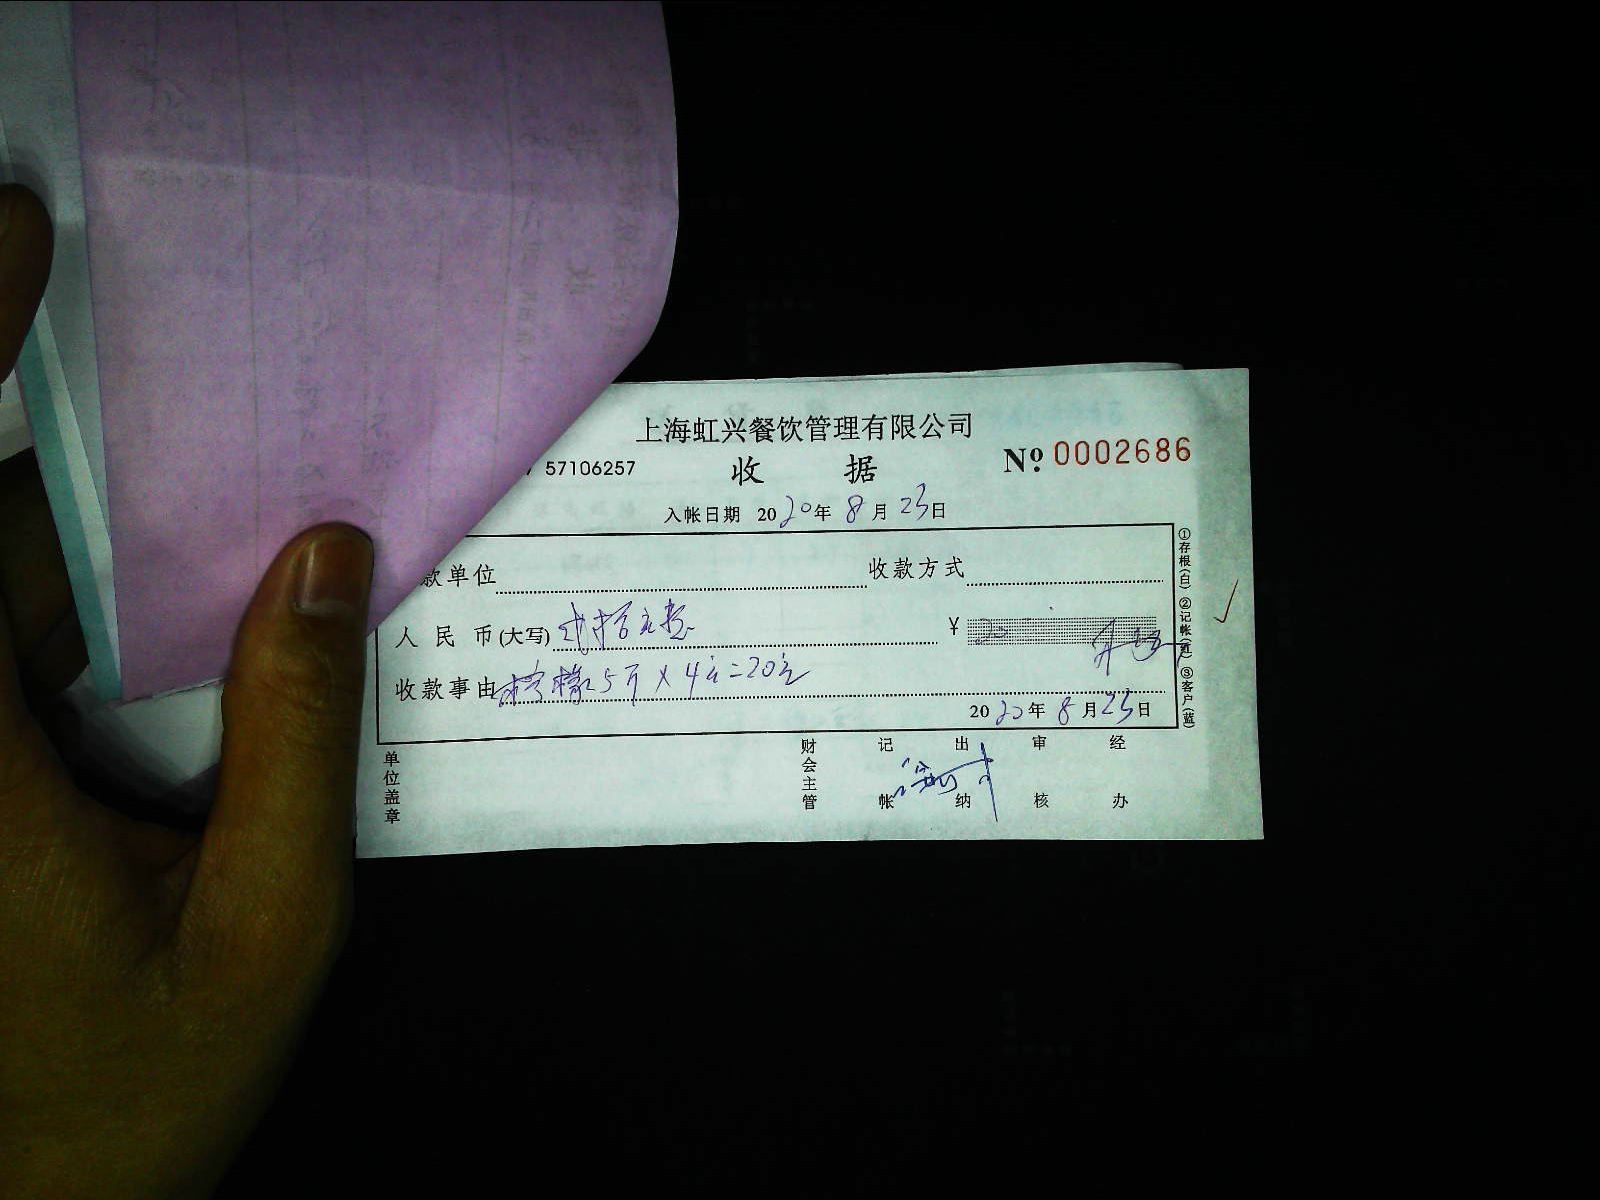 上海虹兴餐饮管理有限公司
57106257 收 据 No. 0002686
入帐日期 2020年 8月 23日
款单位 收款方式
人民币(大写) 贰拾元整 ¥ 20
收款事由 柠檬5斤×4元=20元
2020年 8月23日
①存根(白) ②记帐(红) ③客户(蓝)
单位盖章 财会主管 记帐 出纳 审核 经办